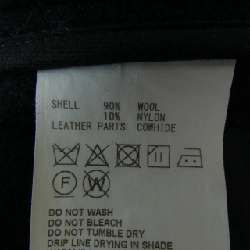 SHELL 90% WOOL
10% NYLON
LEATHER PARTS COWHIDE
F W
DO NOT WASH
DO NOT BLEACH
DO NOT TUMBLE DRY
DRIP LINE DRYING IN SHADE